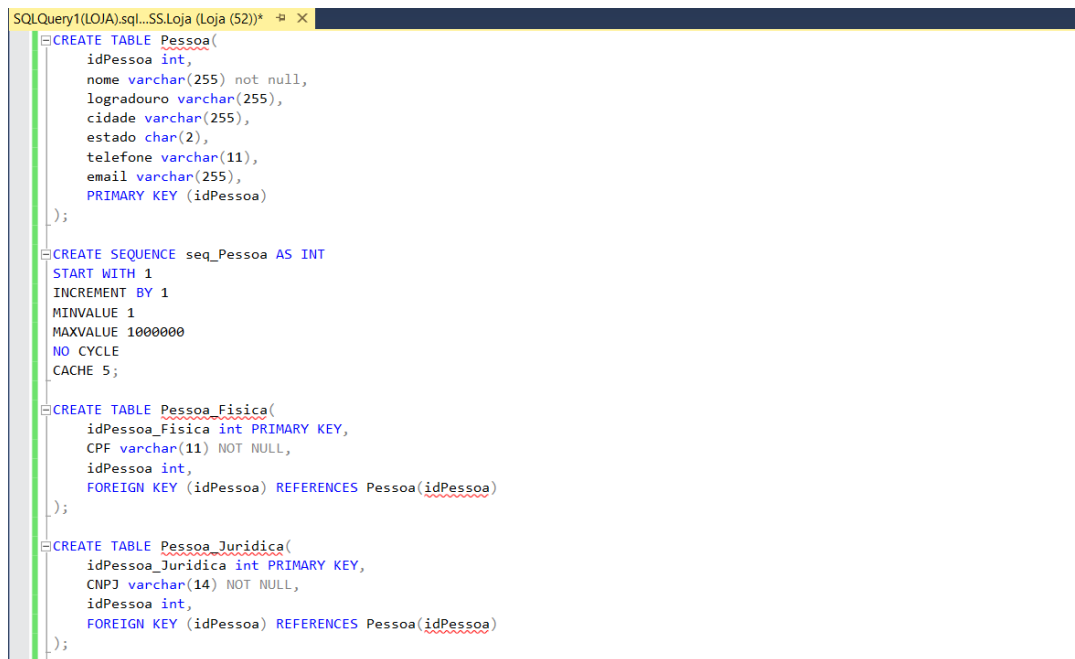 SQLQuery1(LOJA).sql...SS.Loja (Loja (52))*
CREATE TABLE Pessoa(
idPessoa int,
nome varchar(255) not null,
logradouro varchar(255),
cidade varchar(255),
estado char(2),
telefone varchar(11),
email varchar(255),
PRIMARY KEY (idPessoa)
);
CREATE SEQUENCE seq_Pessoa AS INT
START WITH 1
INCREMENT BY 1
MINVALUE 1
MAXVALUE 1000000
NO CYCLE
CACHE 5;
CREATE TABLE Pessoa_Fisica(
idPessoa_Fisica int PRIMARY KEY,
CPF varchar(11) NOT NULL,
idPessoa int,
FOREIGN KEY (idPessoa) REFERENCES Pessoa(idPessoa)
);
CREATE TABLE Pessoa_Juridica(
idPessoa_Juridica int PRIMARY KEY,
CNPJ varchar(14) NOT NULL,
idPessoa int,
FOREIGN KEY (idPessoa) REFERENCES Pessoa(idPessoa)
);